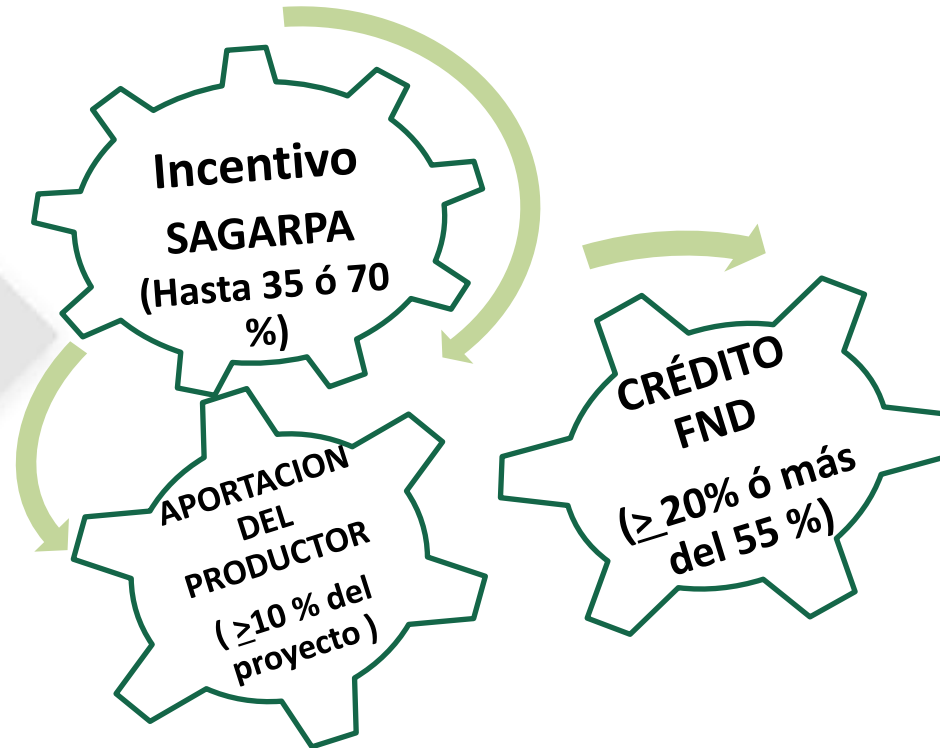 Incentivo
SAGARPA
(Hasta 35 ó 70
%)
APORTACION
DEL
PRODUCTOR
( ≥10 % del
proyecto )
CRÉDITO
FND
(≥ 20% ó más
del 55 %)